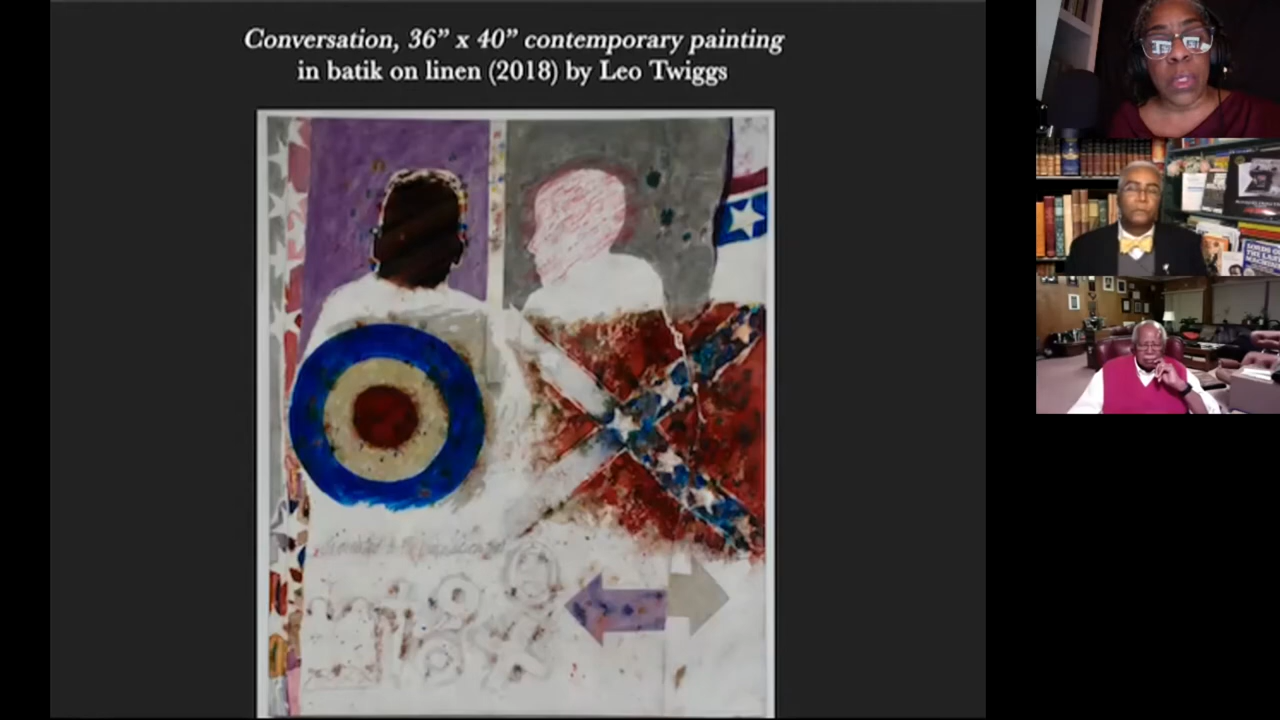 Conversation, 36” x 40” contemporary painting
in batik on linen (2018) by Leo Twiggs